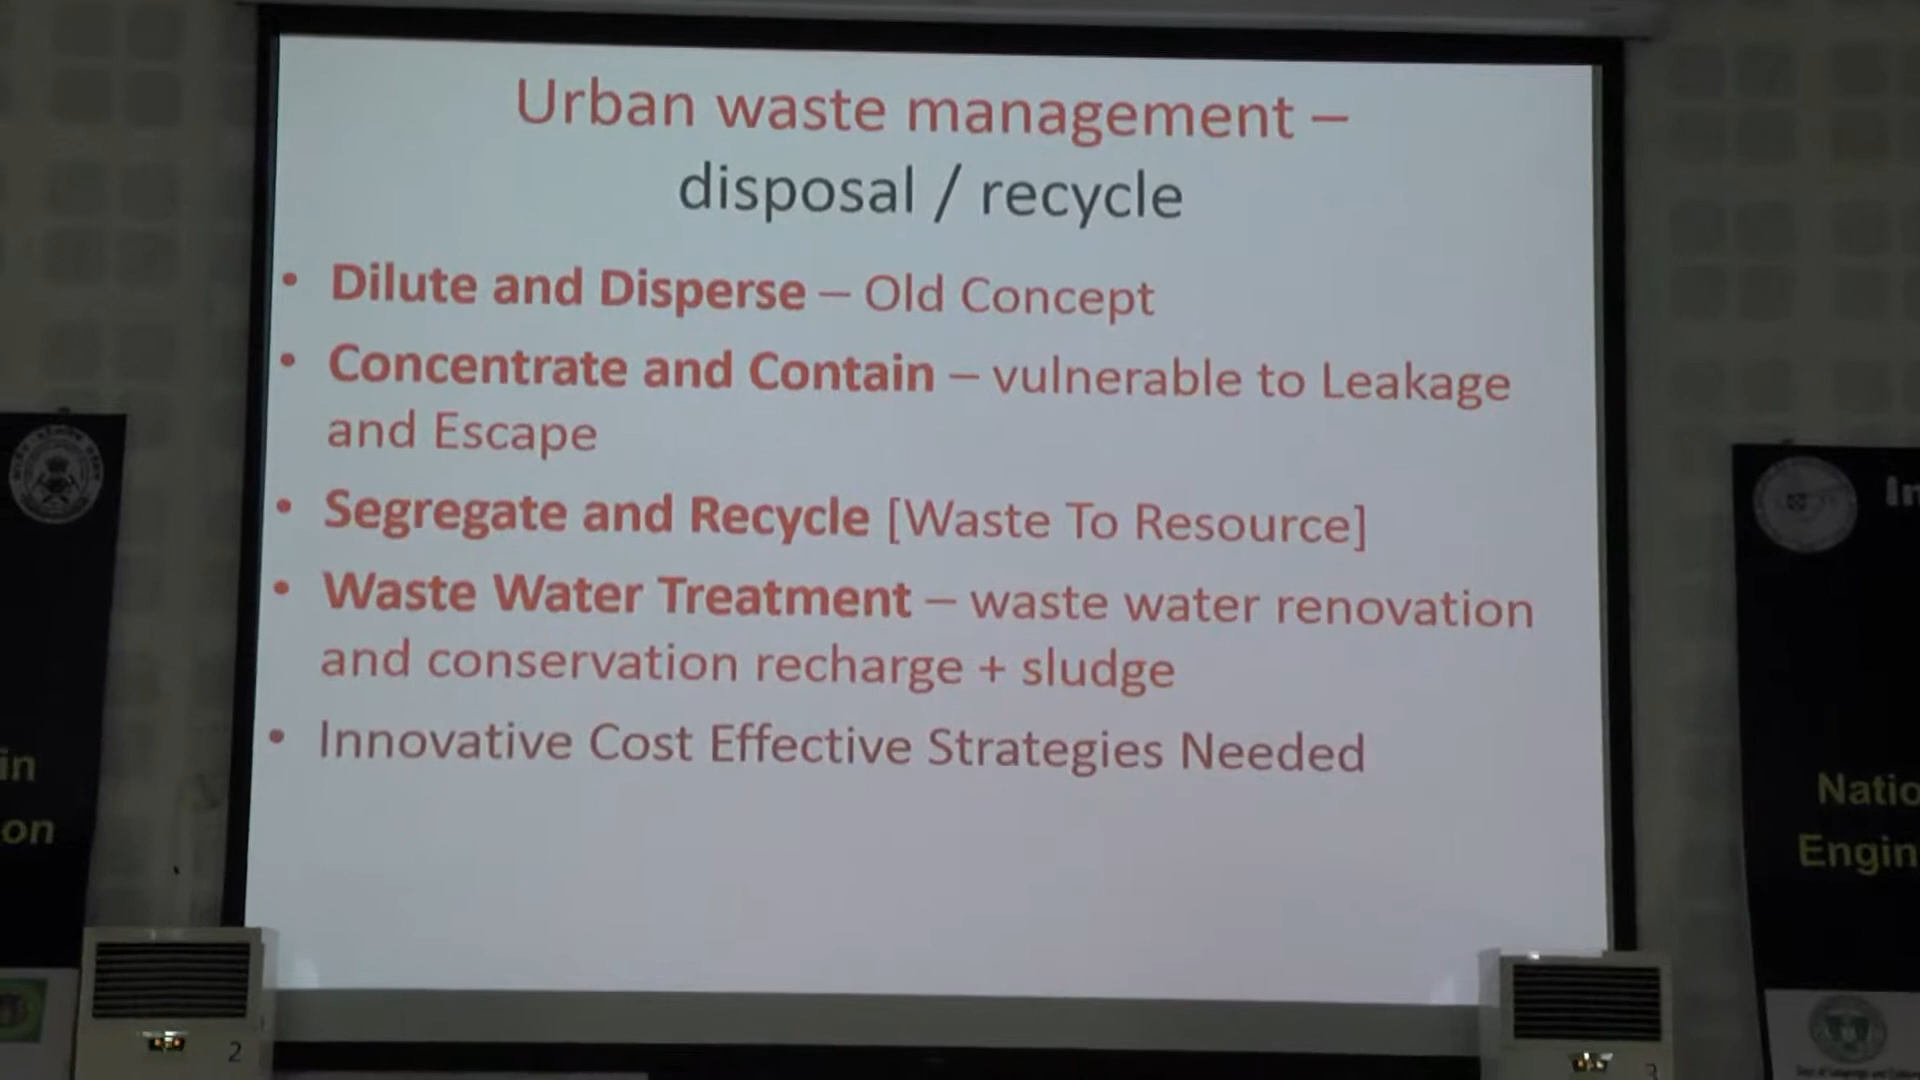 Urban waste management –
disposal / recycle
• Dilute and Disperse – Old Concept
• Concentrate and Contain – vulnerable to Leakage
and Escape
• Segregate and Recycle [Waste To Resource]
• Waste Water Treatment – waste water renovation
and conservation recharge + sludge
• Innovative Cost Effective Strategies Needed
in
on
In
Natio
Engin
2
3